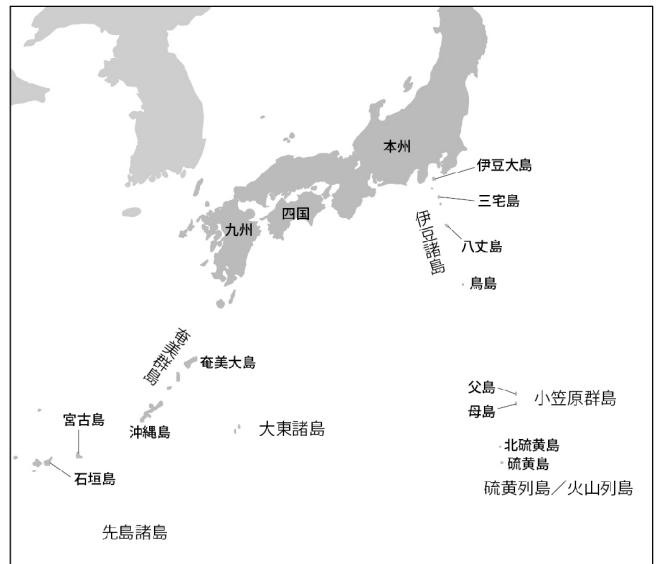 本州
伊豆大島
三宅島
四国
九州
伊豆諸島
八丈島
鳥島
奄美群島
奄美大島
父島
小笠原群島
母島
宮古島
沖縄島
大東諸島
北硫黄島
硫黄島
石垣島
硫黄列島／火山列島
先島諸島